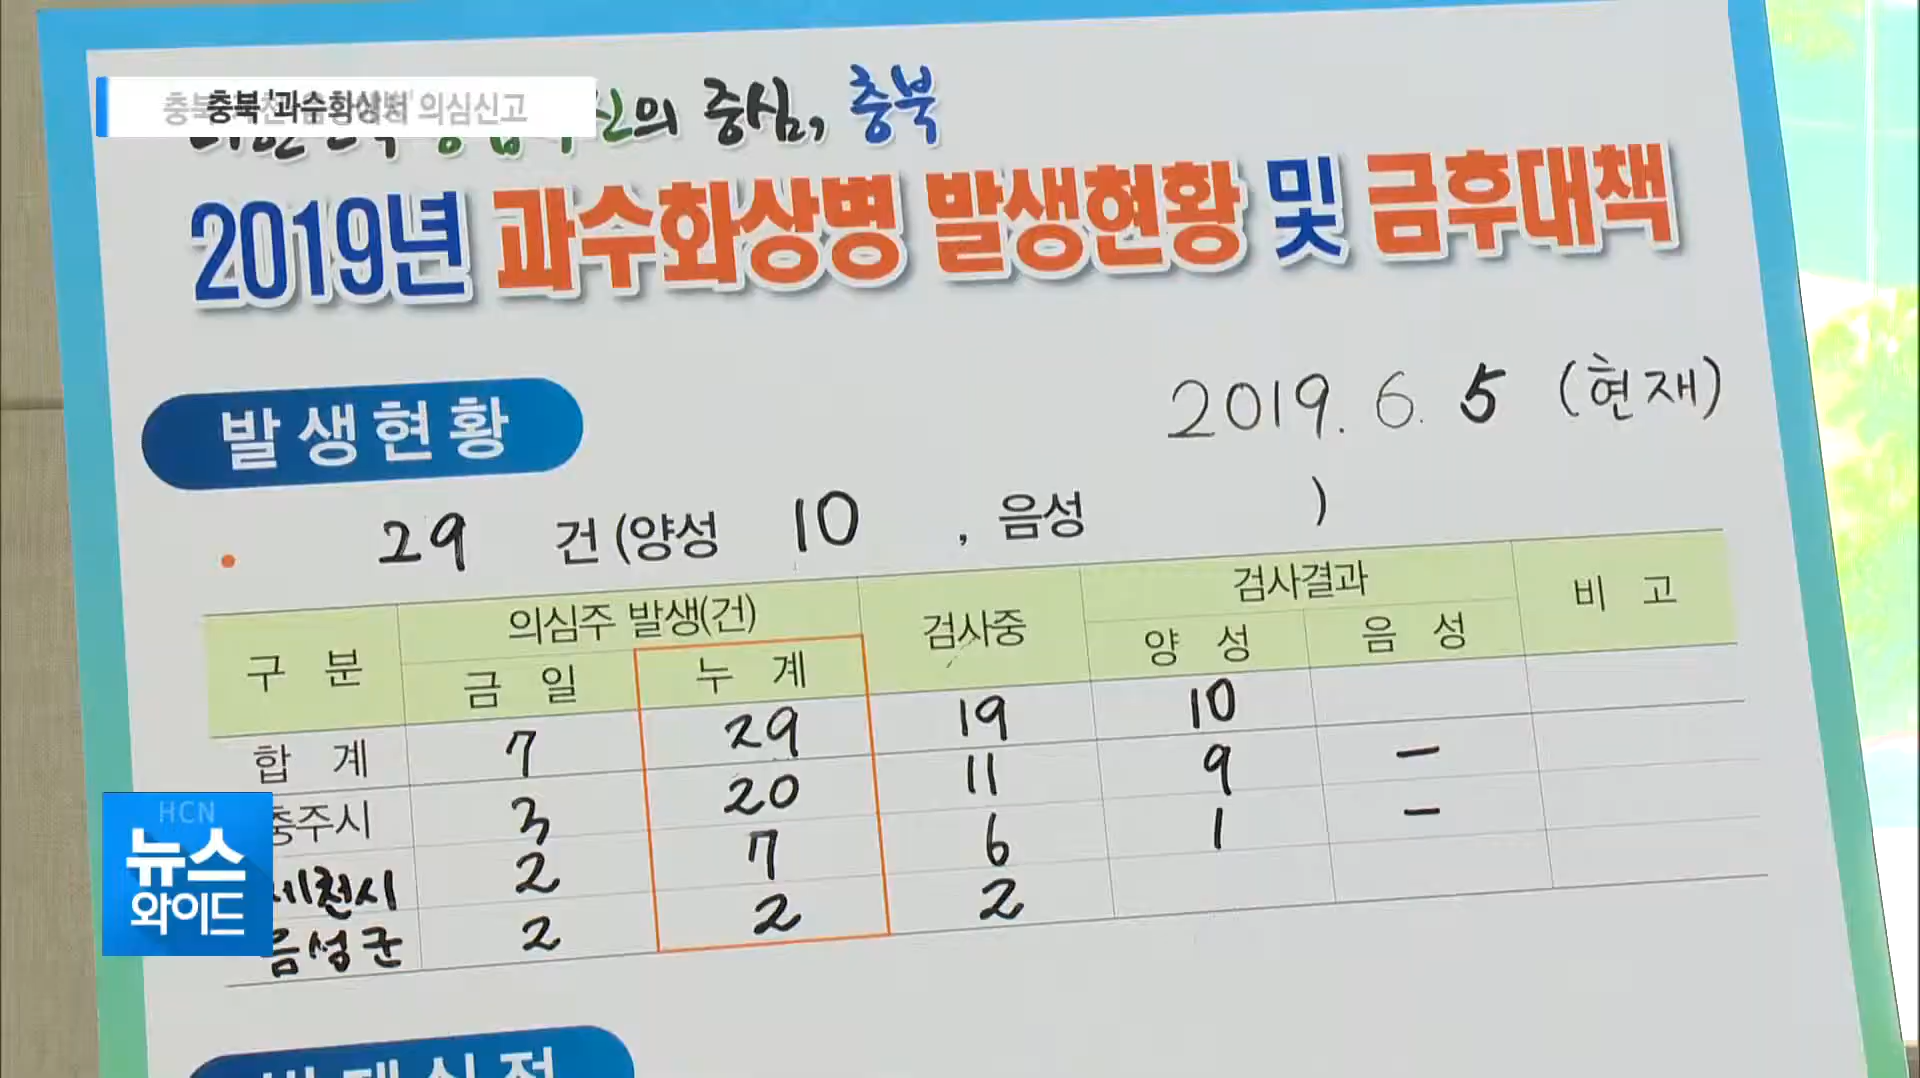 충북 '과수화상병' 의심신고
의 중심, 충북
2019년 과수화상병 발생현황 및 금후대책
발생현황
2019. 6. 5 (현재)
• 29 건 (양성 10 , 음성 )
구 분 의심주 발생(건) 검사중 검사결과 비 고
금 일 누 계 양 성 음 성
합 계 7 29 19 10
충주시 3 20 11 9 –
제천시 2 7 6 1 –
음성군 2 2 2
HCN
뉴스
와이드